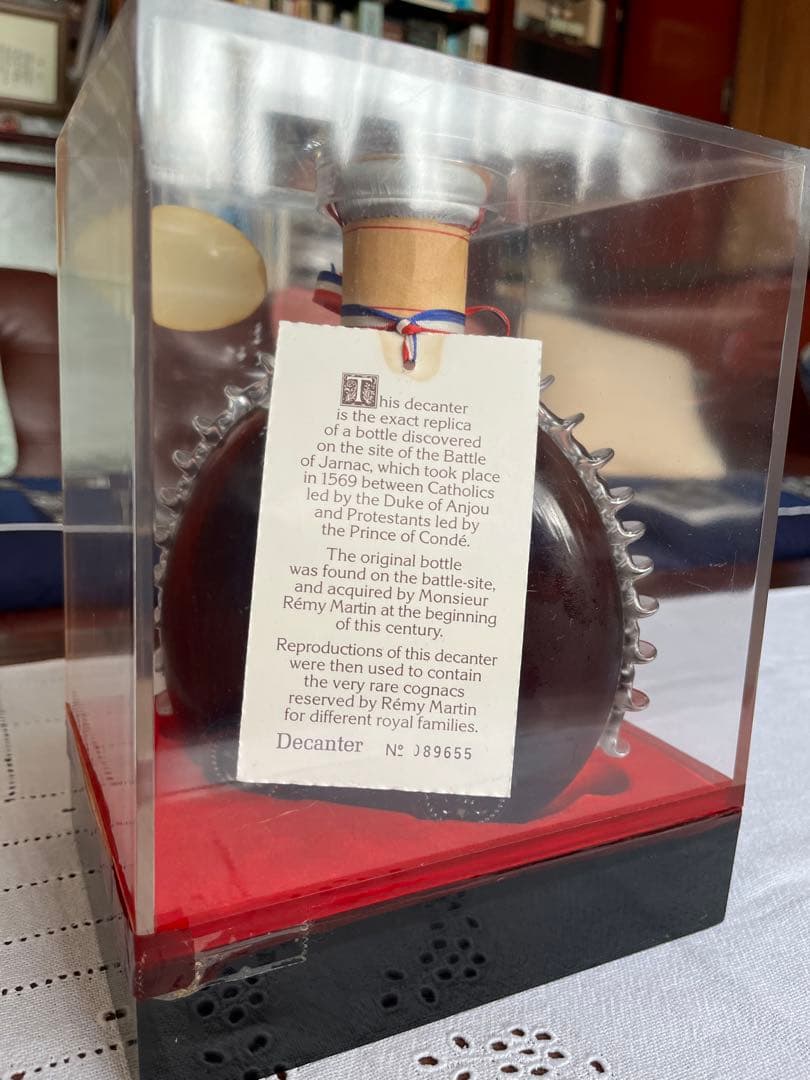 This decanter
is the exact replica
of a bottle discovered
on the site of the Battle
of Jarnac, which took place
in 1569 between Catholics
led by the Duke of Anjou
and Protestants led by
the Prince of Condé.
The original bottle
was found on the battle-site,
and acquired by Monsieur
Rémy Martin at the beginning
of this century.
Reproductions of this decanter
were then used to contain
the very rare cognacs
reserved by Rémy Martin
for different royal families.
Decanter Nº 089655